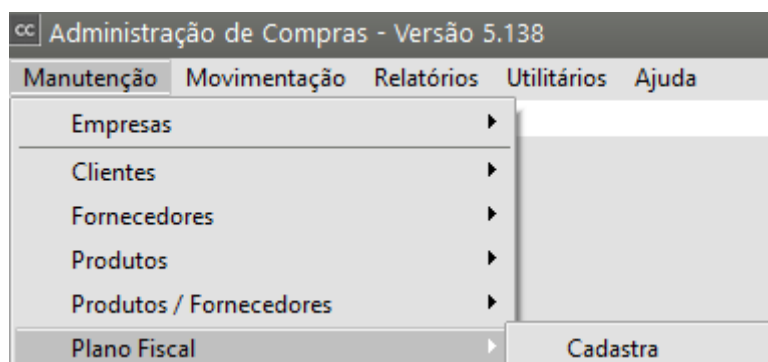 cc Administração de Compras - Versão 5.138
Manutenção Movimentação Relatórios Utilitários Ajuda
Empresas
Clientes
Fornecedores
Produtos
Produtos / Fornecedores
Plano Fiscal Cadastra